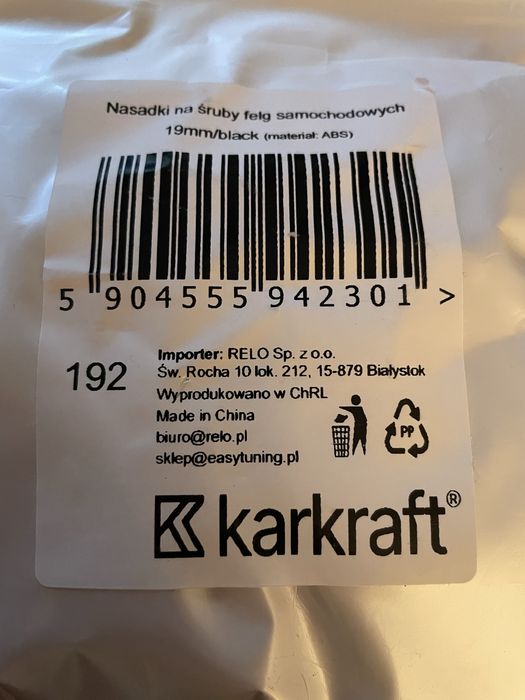 Nasadki na śruby felg samochodowych
19mm/black (materiał: ABS)
5 904555 942301 >
192
Importer: RELO Sp. z o.o.
Św. Rocha 10 lok. 212, 15-879 Białystok
Wyprodukowano w ChRL
Made in China
biuro@relo.pl
sklep@easytuning.pl
PP
karkraft®